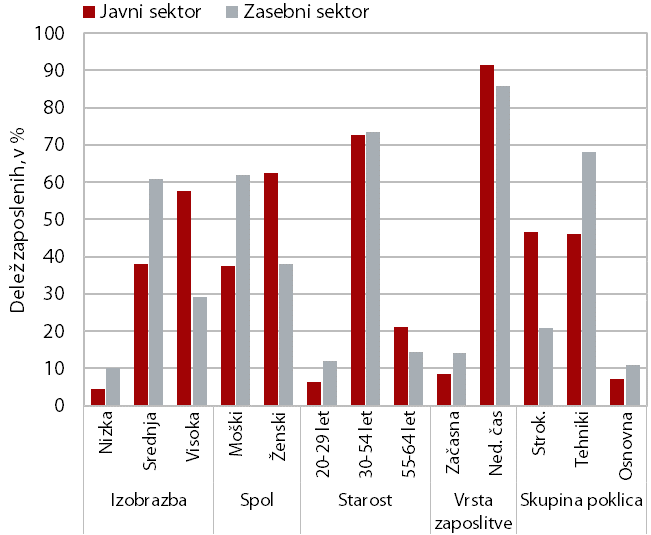 Javni sektor Zasebni sektor
Delež zaposlenih, v %
100
90
80
70
60
50
40
30
20
10
0
Nizka
Srednja
Visoka
Moški
Ženski
20-29 let
30-54 let
55-64 let
Začasna
Ned. čas
Strok.
Tehniki
Osnovna
Izobrazba
Spol
Starost
Vrsta
zaposlitve
Skupina poklica